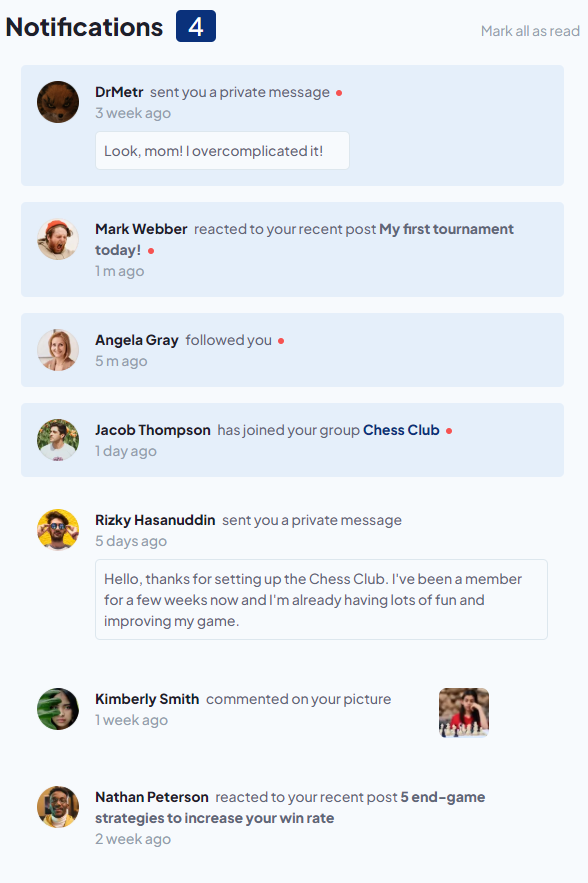 Notifications 4
Mark all as read
DrMetr sent you a private message
3 week ago
Look, mom! I overcomplicated it!
Mark Webber reacted to your recent post My first tournament
today!
1 m ago
Angela Gray followed you
5 m ago
Jacob Thompson has joined your group Chess Club
1 day ago
Rizky Hasanuddin sent you a private message
5 days ago
Hello, thanks for setting up the Chess Club. I've been a member
for a few weeks now and I'm already having lots of fun and
improving my game.
Kimberly Smith commented on your picture
1 week ago
Nathan Peterson reacted to your recent post 5 end-game
strategies to increase your win rate
2 week ago